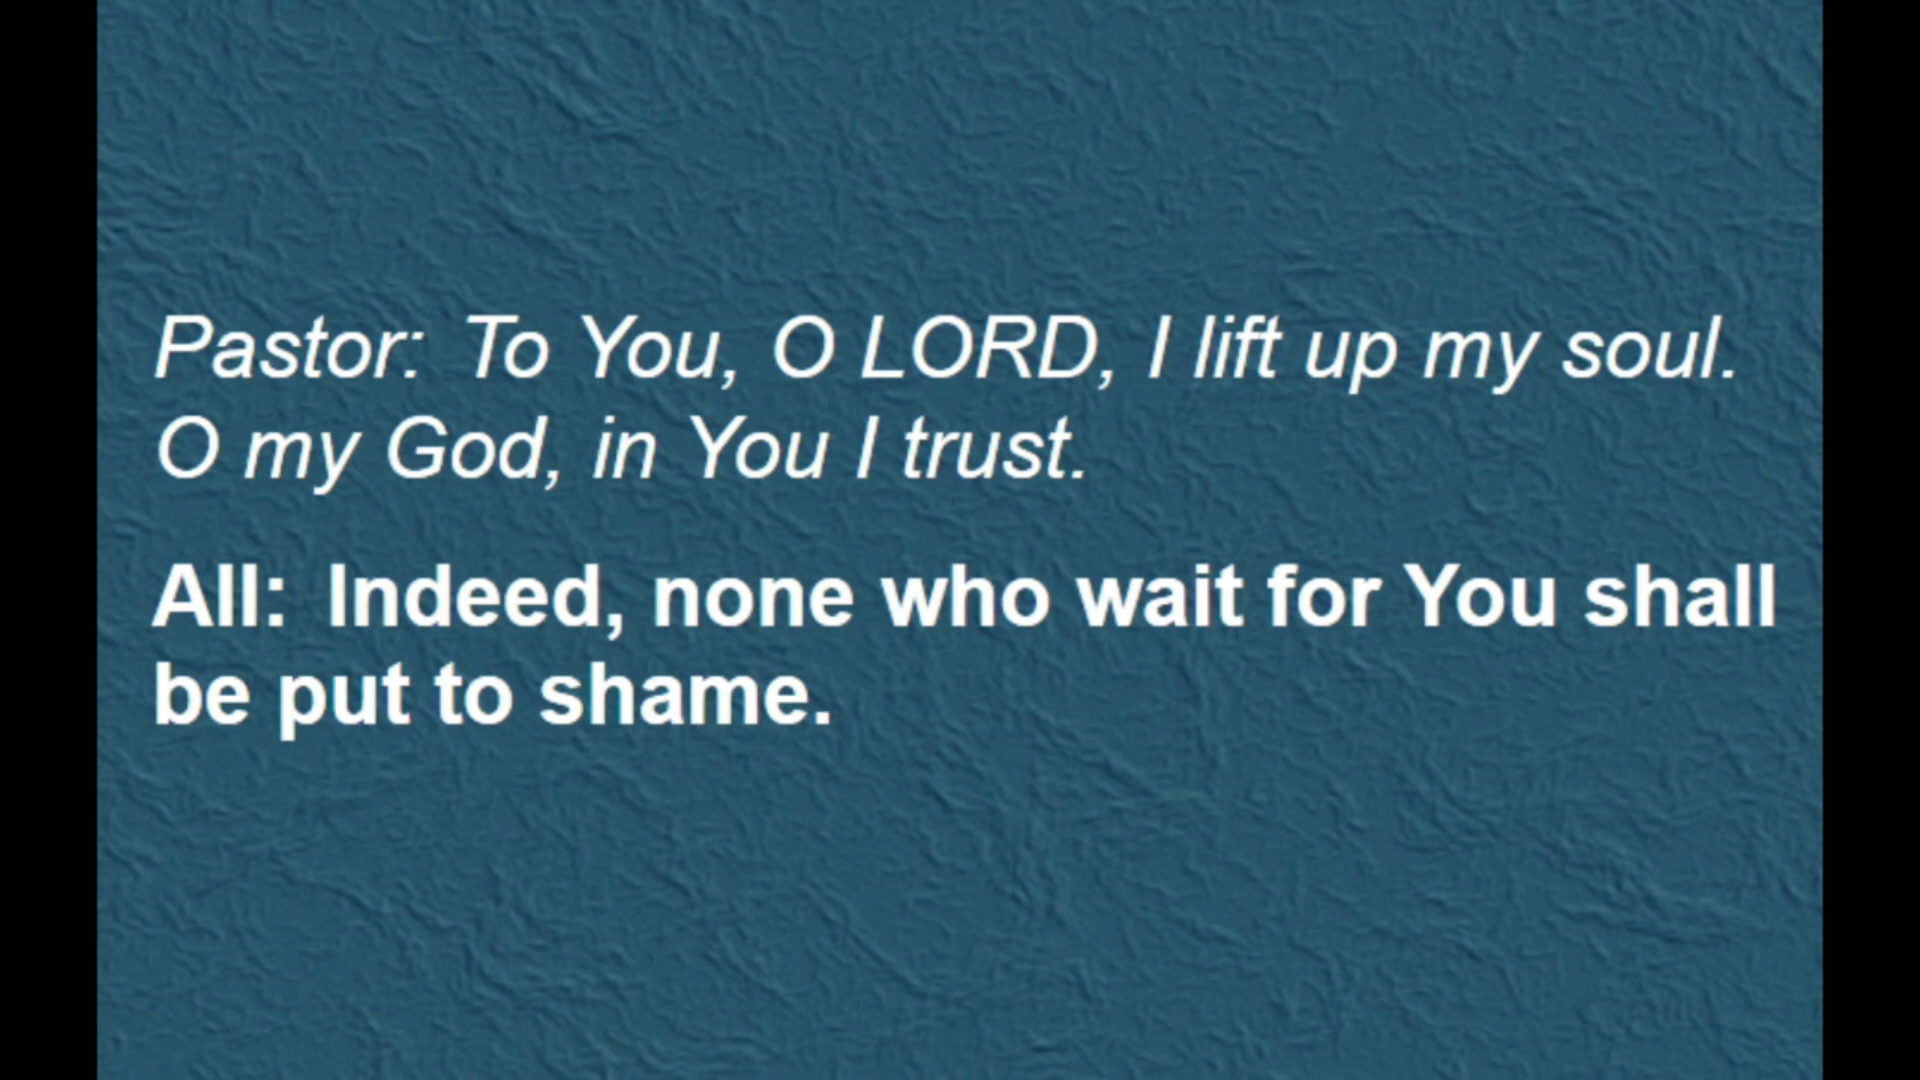 Pastor: To You, O LORD, I lift up my soul.
O my God, in You I trust.
All: Indeed, none who wait for You shall
be put to shame.